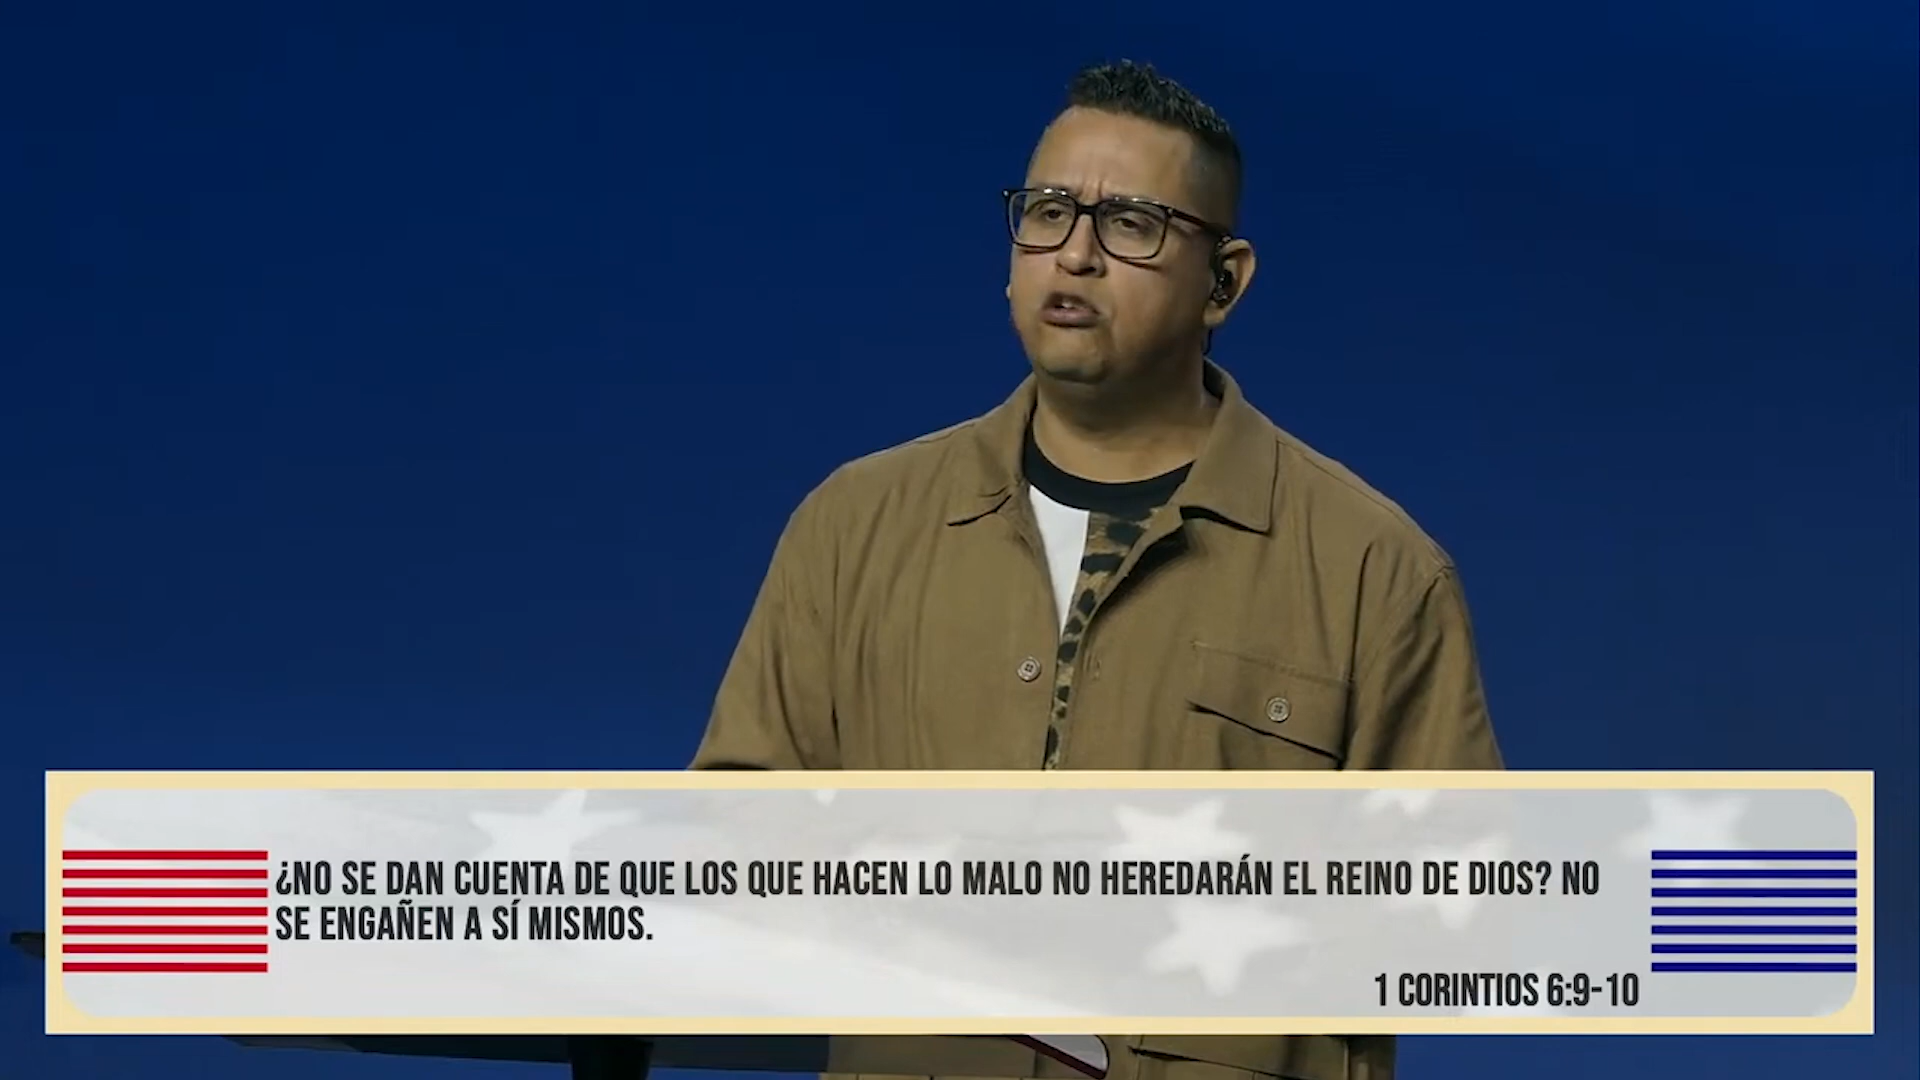 ¿NO SE DAN CUENTA DE QUE LOS QUE HACEN LO MALO NO HEREDARÁN EL REINO DE DIOS? NO
SE ENGAÑEN A SÍ MISMOS.
1 CORINTIOS 6:9-10